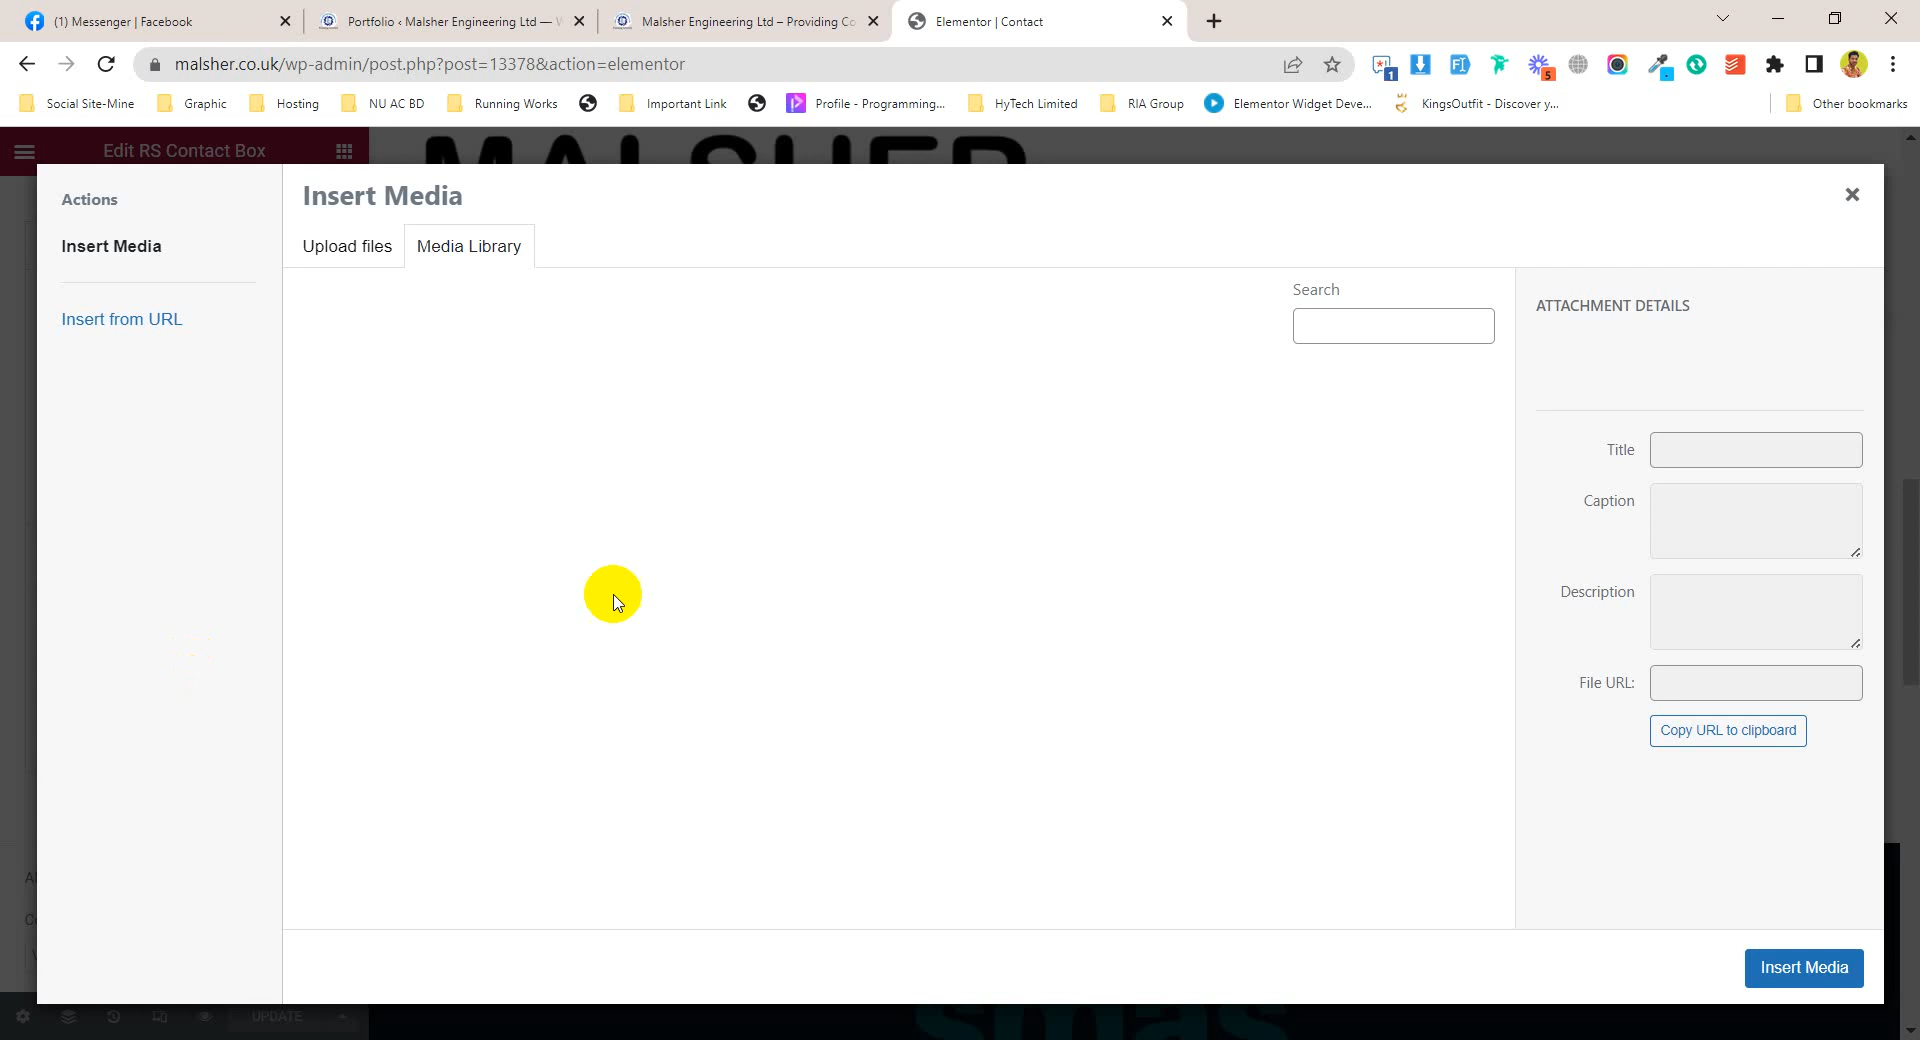 (1) Messenger | Facebook
Portfolio ‹ Malsher Engineering Ltd —
Malsher Engineering Ltd – Providing Co
Elementor | Contact
malsher.co.uk/wp-admin/post.php?post=13378&action=elementor
1
5
Social Site-Mine
Graphic
Hosting
NU AC BD
Running Works
Important Link
Profile - Programming...
HyTech Limited
RIA Group
Elementor Widget Deve...
KingsOutfit - Discover y...
Other bookmarks
Edit RS Contact Box
MALSHER
Actions
Insert Media
Insert from URL
Insert Media
Upload files
Media Library
Search
ATTACHMENT DETAILS
Title
Caption
Description
File URL:
Copy URL to clipboard
Insert Media
UPDATE